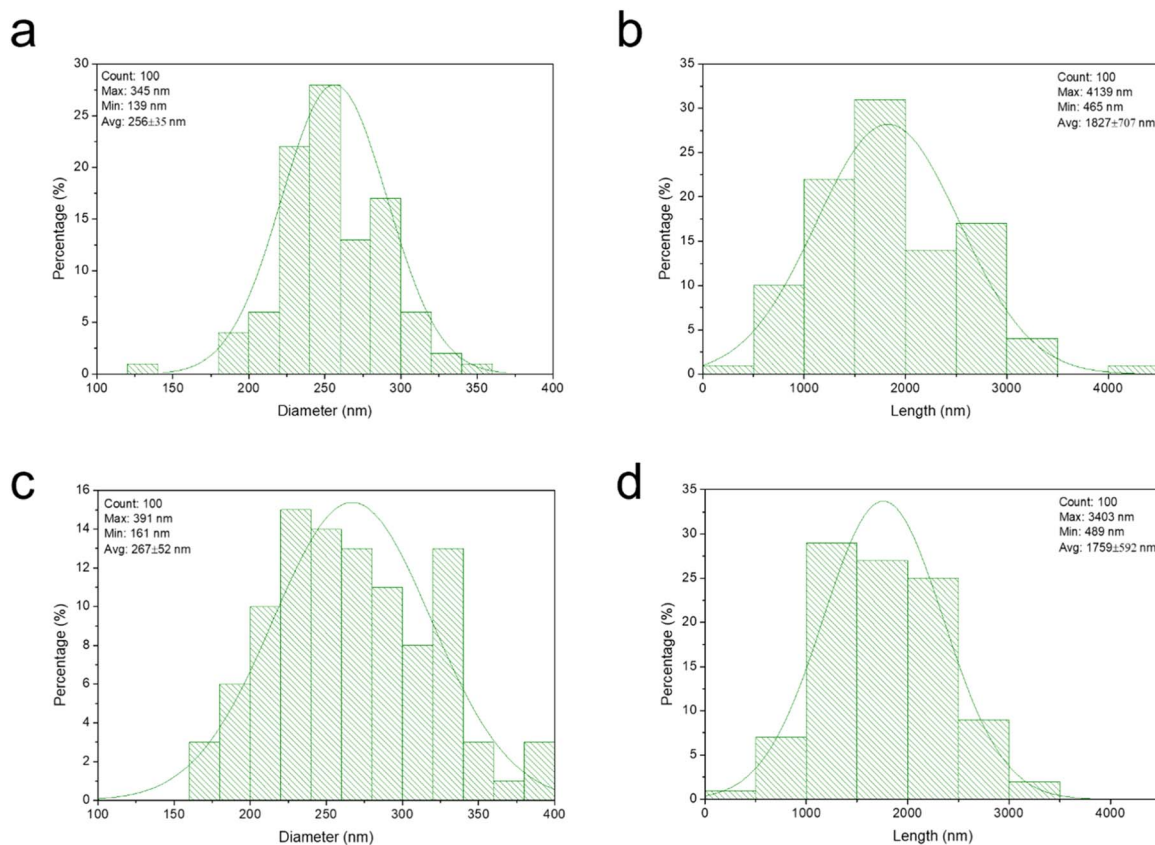 a
Count: 100
Max: 345 nm
Min: 139 nm
Avg: 256±35 nm
30
25
20
15
10
5
0
Percentage (%)
100 150 200 250 300 350 400
Diameter (nm)
b
Count: 100
Max: 4139 nm
Min: 465 nm
Avg: 1827±707 nm
35
30
25
20
15
10
5
0
Percentage (%)
0 1000 2000 3000 4000
Length (nm)
c
Count: 100
Max: 391 nm
Min: 161 nm
Avg: 267±52 nm
16
14
12
10
8
6
4
2
0
Percentage (%)
100 150 200 250 300 350 400
Diameter (nm)
d
Count: 100
Max: 3403 nm
Min: 489 nm
Avg: 1759±592 nm
35
30
25
20
15
10
5
0
Percentage (%)
0 1000 2000 3000 4000
Length (nm)